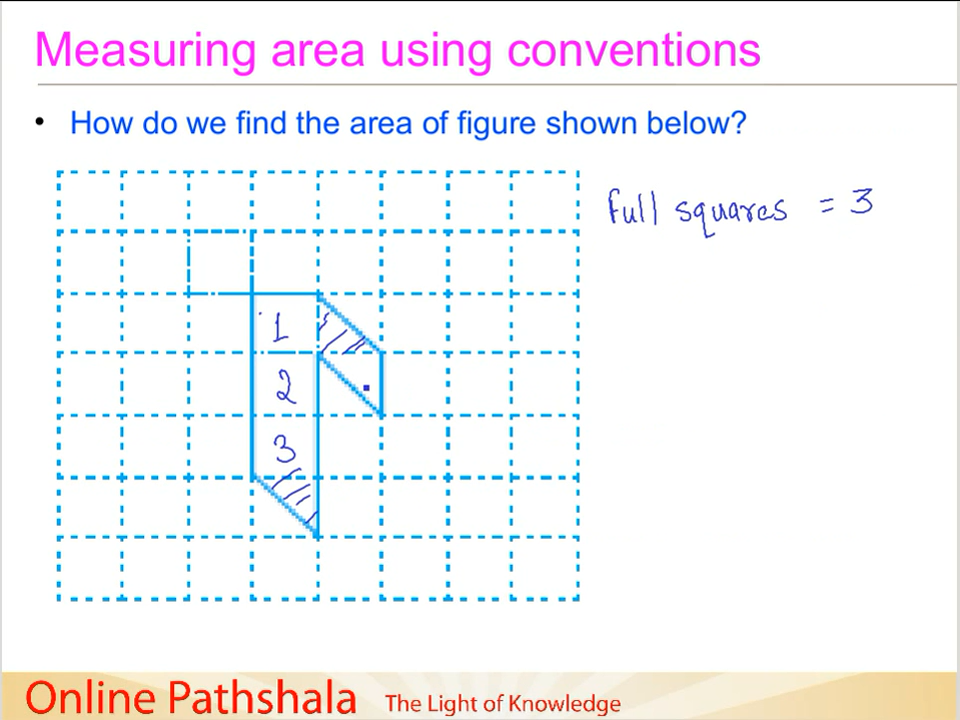 Measuring area using conventions
• How do we find the area of figure shown below?
Full squares = 3
1
2
3
Online Pathshala The Light of Knowledge